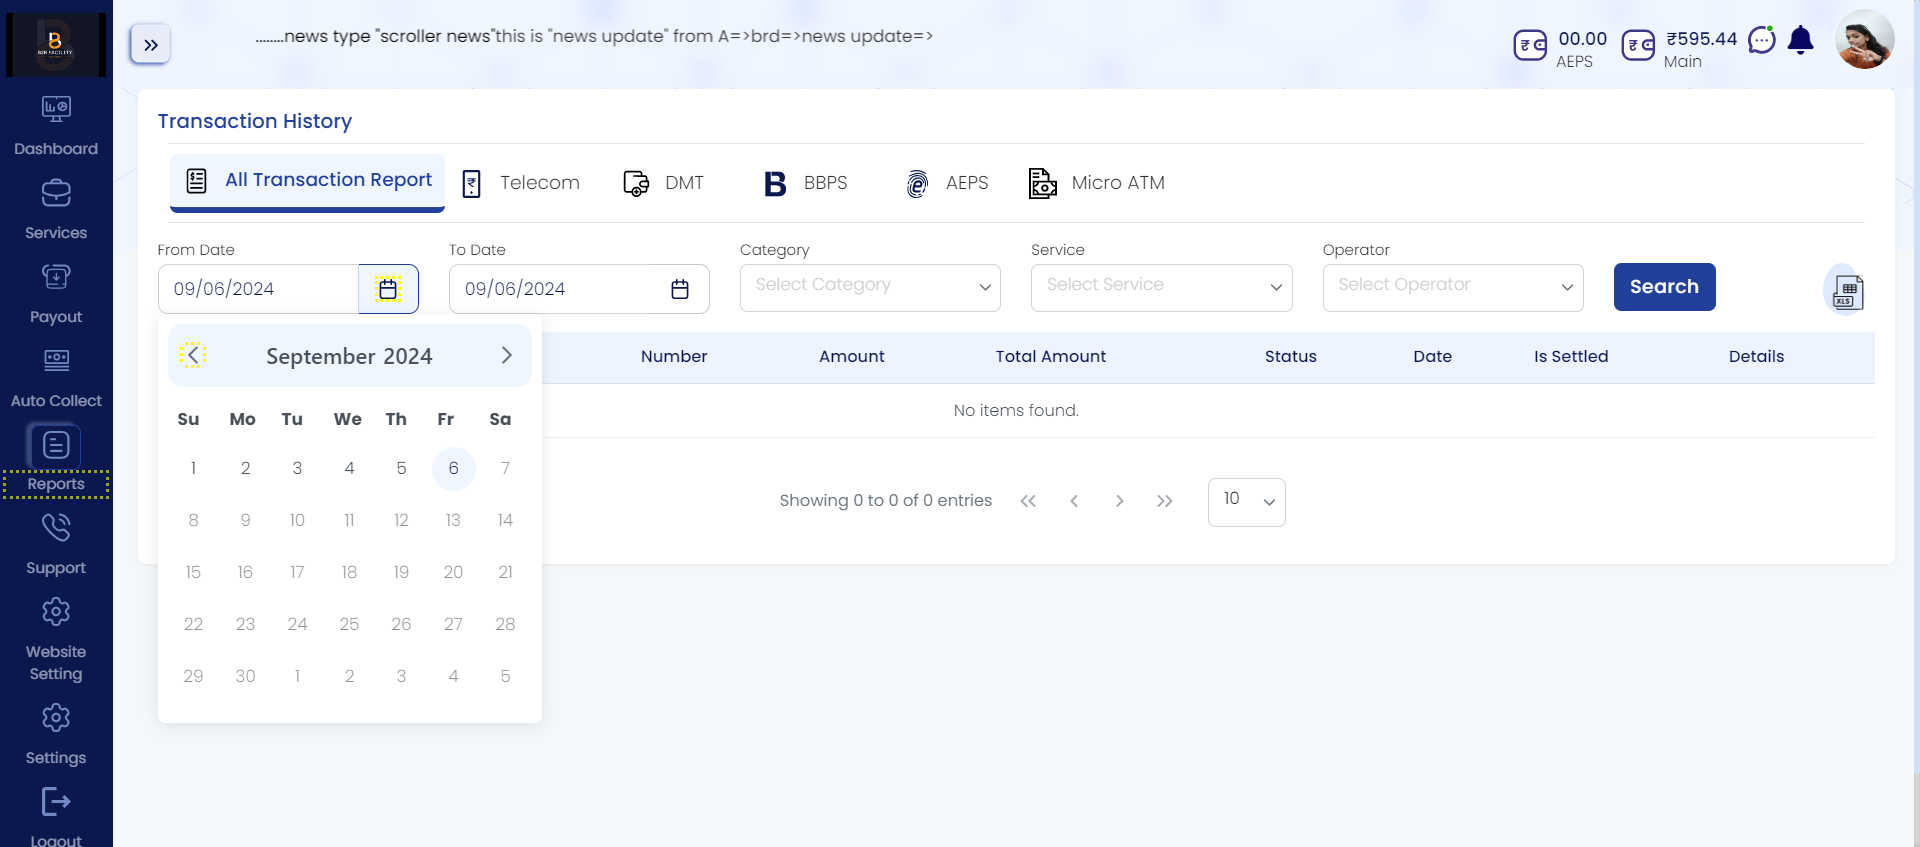 B2B FACILITY
........news type "scroller news"this is "news update" from A=>brd=>news update=>
00.00
AEPS
₹595.44
Main
Dashboard
Services
Payout
Auto Collect
Reports
Support
Website
Setting
Settings
Logout
Transaction History
All Transaction Report
Telecom
DMT
BBPS
AEPS
Micro ATM
From Date
To Date
Category
Service
Operator
09/06/2024
09/06/2024
Select Category
Select Service
Select Operator
Search
XLS
September 2024
Number Amount Total Amount Status Date Is Settled Details
No items found.
Su Mo Tu We Th Fr Sa
1 2 3 4 5 6 7
8 9 10 11 12 13 14
15 16 17 18 19 20 21
22 23 24 25 26 27 28
29 30 1 2 3 4 5
Showing 0 to 0 of 0 entries
10